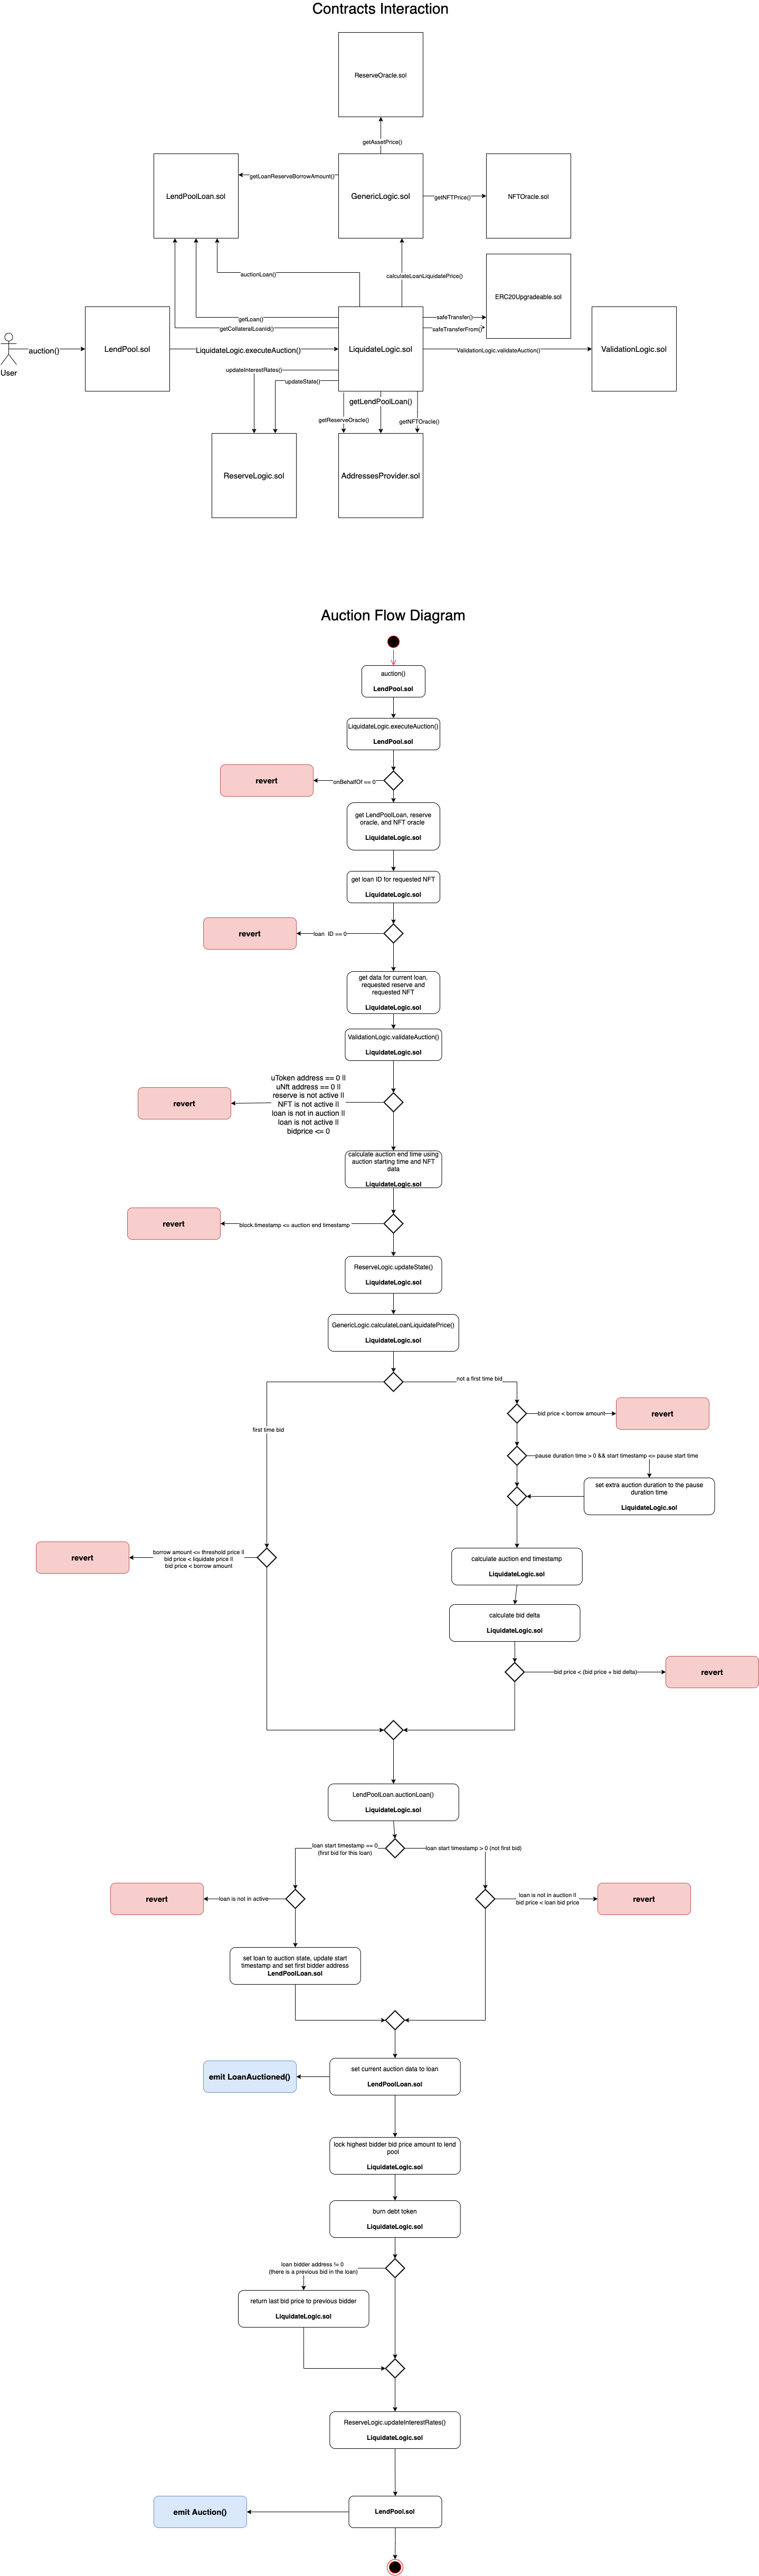 Contracts Interaction
ReserveOracle.sol
getAssetPrice()
LendPoolLoan.sol
getLoanReserveBorrowAmount()
GenericLogic.sol
getNFTPrice()
NFTOracle.sol
auctionLoan()
calculateLoanLiquidatePrice()
ERC20Upgradeable.sol
getLoan()
safeTransfer()
getCollateralLoanId()
safeTransferFrom()
User
auction()
LendPool.sol
LiquidateLogic.executeAuction()
LiquidateLogic.sol
ValidationLogic.validateAuction()
ValidationLogic.sol
updateInterestRates()
updateState()
getLendPoolLoan()
getReserveOracle()
getNFTOracle()
ReserveLogic.sol
AddressesProvider.sol
Auction Flow Diagram
auction()
LendPool.sol
LiquidateLogic.executeAuction()
LendPool.sol
revert
onBehalfOf == 0
get LendPoolLoan, reserve
oracle, and NFT oracle
LiquidateLogic.sol
get loan ID for requested NFT
LiquidateLogic.sol
revert
loan ID == 0
get data for current loan,
requested reserve and
requested NFT
LiquidateLogic.sol
ValidationLogic.validateAuction()
LiquidateLogic.sol
revert
uToken address == 0 ||
uNft address == 0 ||
reserve is not active ||
NFT is not active ||
loan is not in auction ||
loan is not active ||
bidprice <= 0
calculate auction end time using
auction starting time and NFT
data
LiquidateLogic.sol
revert
block.timestamp <= auction end timestamp
ReserveLogic.updateState()
LiquidateLogic.sol
GenericLogic.calculateLoanLiquidatePrice()
LiquidateLogic.sol
not a first time bid
first time bid
bid price < borrow amount
revert
pause duration time > 0 && start timestamp <= pause start time
set extra auction duration to the pause
duration time
LiquidateLogic.sol
revert
borrow amount <= threshold price ||
bid price < liquidate price ||
bid price < borrow amount
calculate auction end timestamp
LiquidateLogic.sol
calculate bid delta
LiquidateLogic.sol
bid price < (bid price + bid delta)
revert
LendPoolLoan.auctionLoan()
LiquidateLogic.sol
loan start timestamp == 0
(first bid for this loan)
loan start timestamp > 0 (not first bid)
revert
loan is not in active
loan is not in auction ||
bid price < loan bid price
revert
set loan to auction state, update start
timestamp and set first bidder address
LendPoolLoan.sol
emit LoanAuctioned()
set current auction data to loan
LendPoolLoan.sol
lock highest bidder bid price amount to lend
pool
LiquidateLogic.sol
burn debt token
LiquidateLogic.sol
loan bidder address != 0
(there is a previous bid in the loan)
return last bid price to previous bidder
LiquidateLogic.sol
ReserveLogic.updateInterestRates()
LiquidateLogic.sol
emit Auction()
LendPool.sol